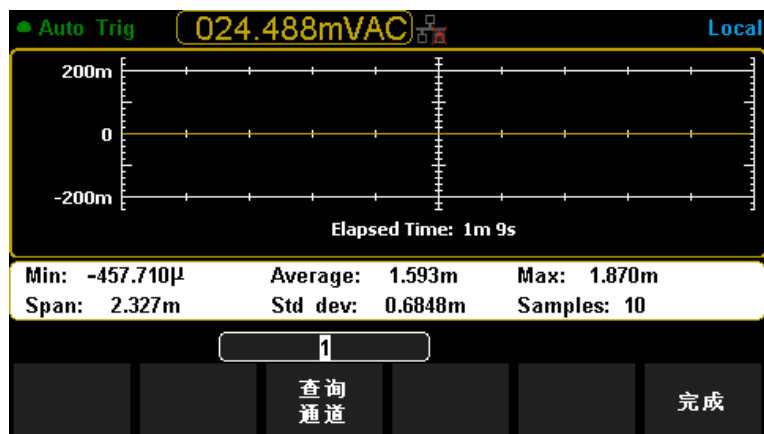 Auto Trig 024.488mVAC Local
200m
0
-200m
Elapsed Time: 1m 9s
Min: -457.710μ Average: 1.593m Max: 1.870m
Span: 2.327m Std dev: 0.6848m Samples: 10
1
查询
通道
完成